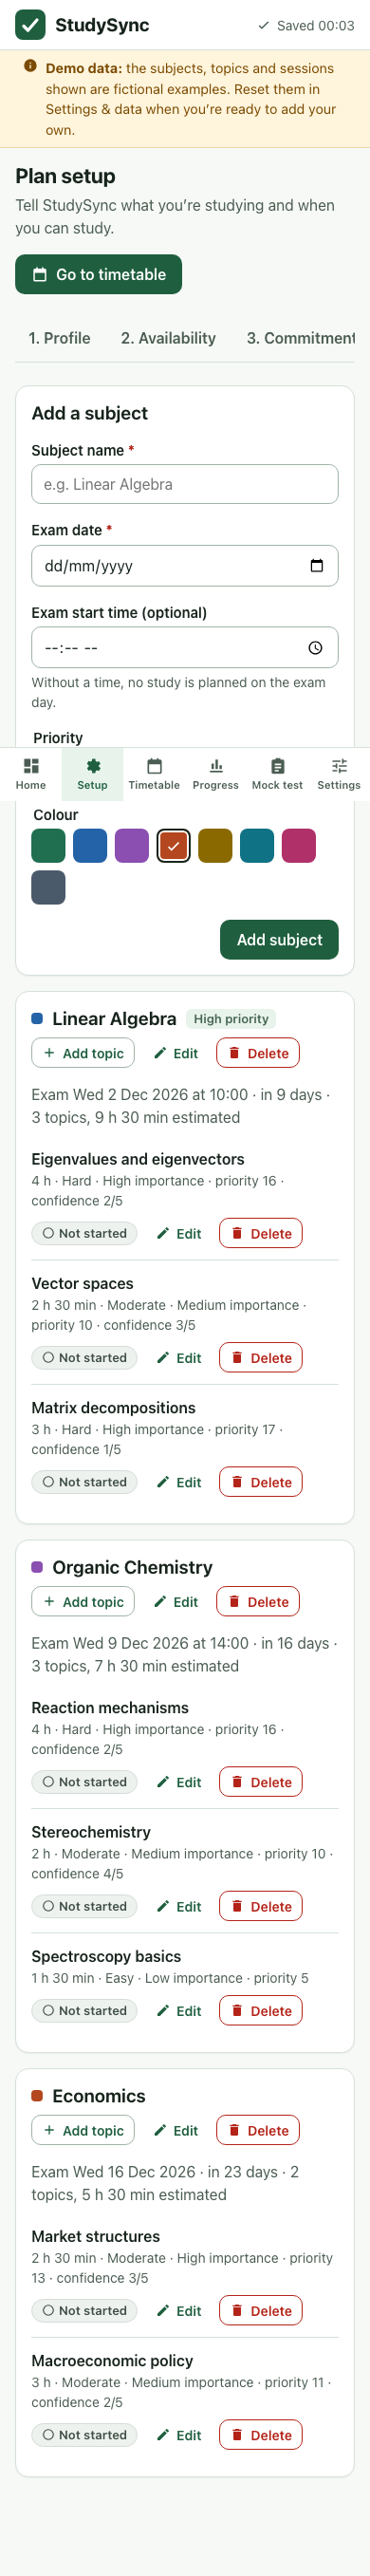 StudySync
Saved 00:03
Demo data: the subjects, topics and sessions
shown are fictional examples. Reset them in
Settings & data when you’re ready to add your
own.
Plan setup
Tell StudySync what you’re studying and when
you can study.
Go to timetable
1. Profile 2. Availability 3. Commitment
Add a subject
Subject name *
e.g. Linear Algebra
Exam date *
dd/mm/yyyy
Exam start time (optional)
--:-- --
Without a time, no study is planned on the exam
day.
Priority
Home Setup Timetable Progress Mock test Settings
Colour
Add subject
Linear Algebra High priority
Add topic Edit Delete
Exam Wed 2 Dec 2026 at 10:00 · in 9 days ·
3 topics, 9 h 30 min estimated
Eigenvalues and eigenvectors
4 h · Hard · High importance · priority 16 ·
confidence 2/5
Not started Edit Delete
Vector spaces
2 h 30 min · Moderate · Medium importance ·
priority 10 · confidence 3/5
Not started Edit Delete
Matrix decompositions
3 h · Hard · High importance · priority 17 ·
confidence 1/5
Not started Edit Delete
Organic Chemistry
Add topic Edit Delete
Exam Wed 9 Dec 2026 at 14:00 · in 16 days ·
3 topics, 7 h 30 min estimated
Reaction mechanisms
4 h · Hard · High importance · priority 16 ·
confidence 2/5
Not started Edit Delete
Stereochemistry
2 h · Moderate · Medium importance · priority 10 ·
confidence 4/5
Not started Edit Delete
Spectroscopy basics
1 h 30 min · Easy · Low importance · priority 5
Not started Edit Delete
Economics
Add topic Edit Delete
Exam Wed 16 Dec 2026 · in 23 days · 2
topics, 5 h 30 min estimated
Market structures
2 h 30 min · Moderate · High importance · priority
13 · confidence 3/5
Not started Edit Delete
Macroeconomic policy
3 h · Moderate · Medium importance · priority 11 ·
confidence 2/5
Not started Edit Delete